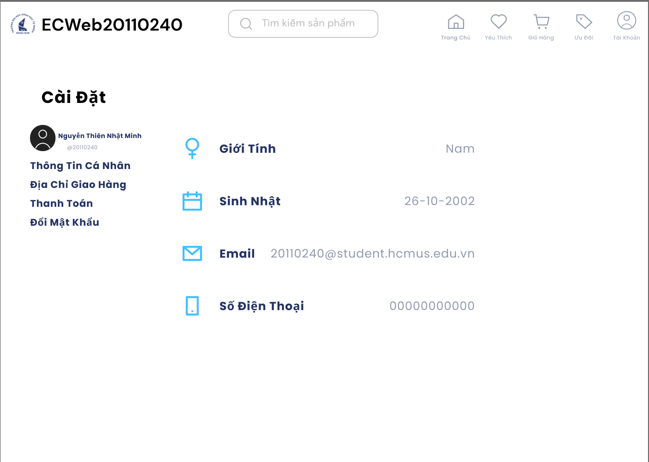 ECWeb20110240
Tìm kiếm sản phẩm
Trang Chủ
Yêu Thích
Giỏ Hàng
Ưu Đãi
Tài Khoản
Cài Đặt
Nguyễn Thiên Nhật Minh
@20110240
Thông Tin Cá Nhân
Địa Chỉ Giao Hàng
Thanh Toán
Đổi Mật Khẩu
Giới Tính Nam
Sinh Nhật 26-10-2002
Email 20110240@student.hcmus.edu.vn
Số Điện Thoại 00000000000